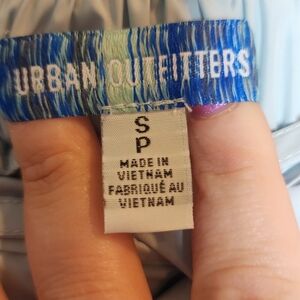 URBAN OUTFITTERS
S
P
MADE IN
VIETNAM
FABRIQUÉ AU
VIETNAM